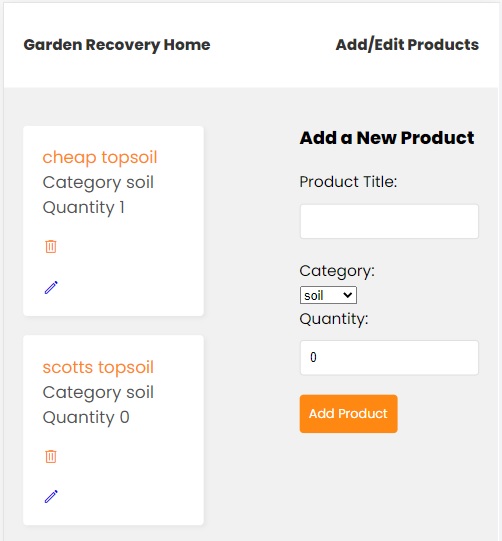 Garden Recovery Home
Add/Edit Products
cheap topsoil
Category soil
Quantity 1
scotts topsoil
Category soil
Quantity 0
Add a New Product
Product Title:
Category:
soil
Quantity:
0
Add Product